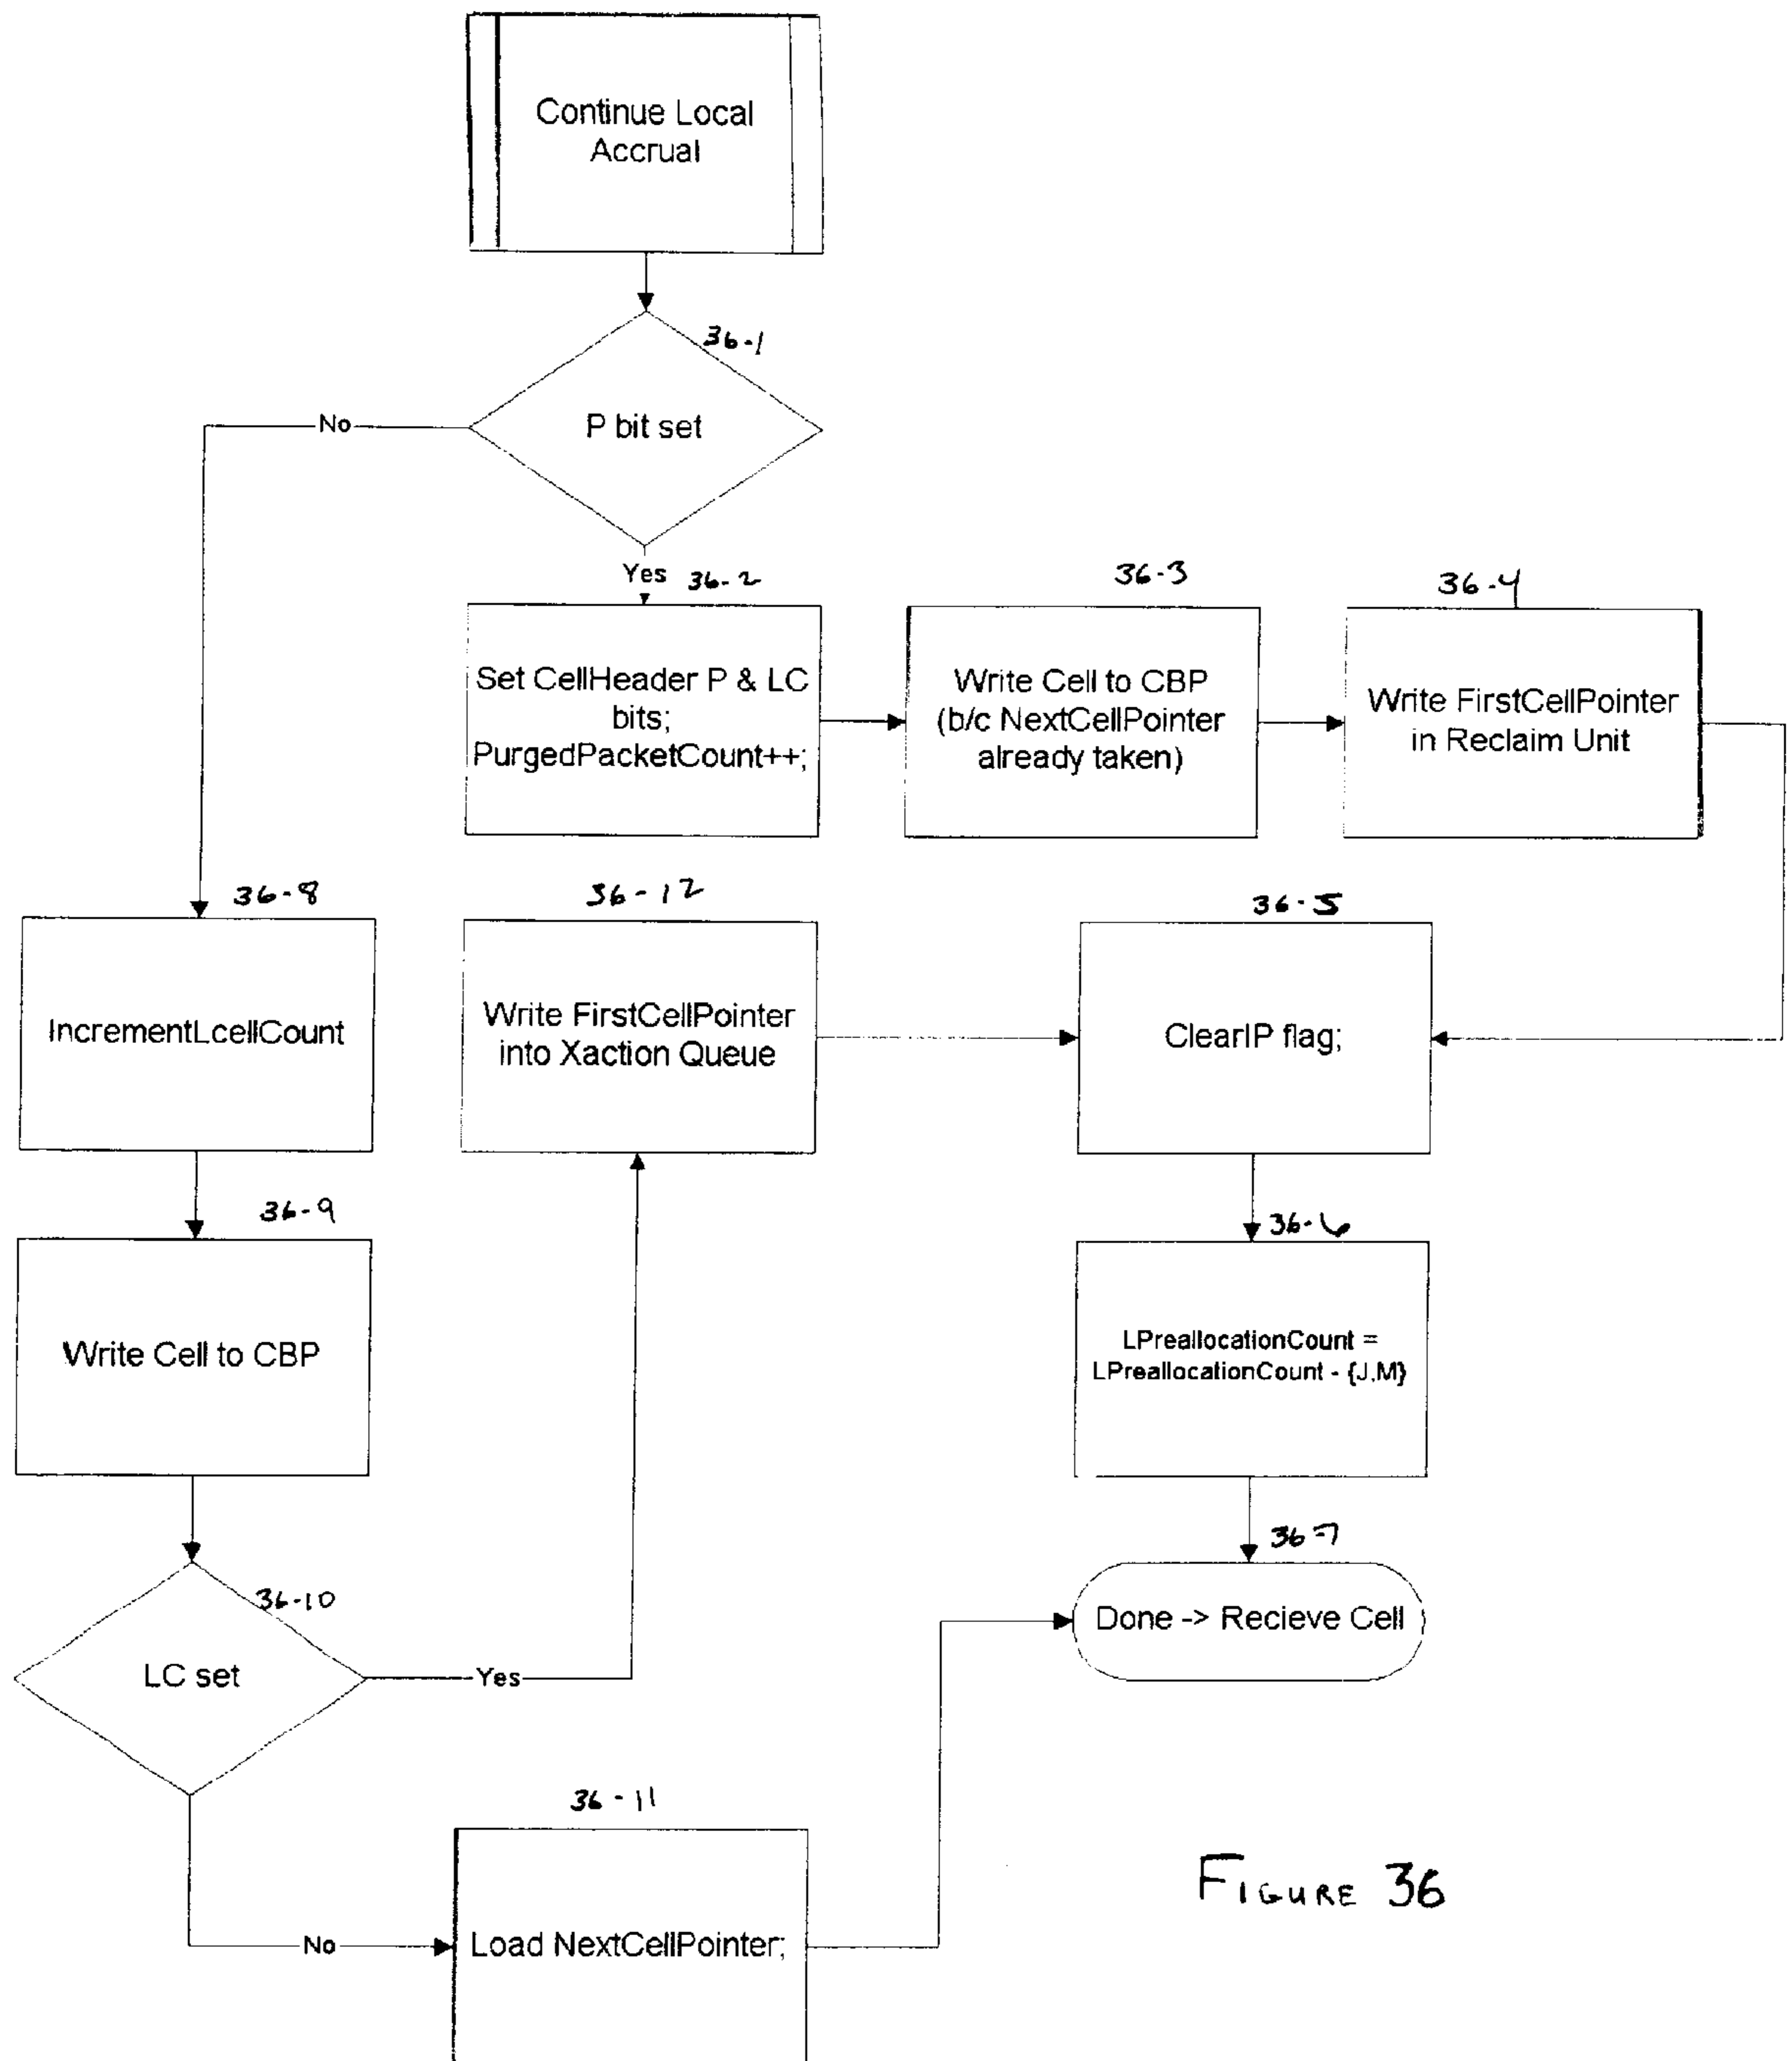 Continue Local
Accrual
36-1
P bit set
No
Yes
36-2
Set CellHeader P & LC
bits;
PurgedPacketCount++;
36-3
Write Cell to CBP
(b/c NextCellPointer
already taken)
36-4
Write FirstCellPointer
in Reclaim Unit
36-8
IncrementLcellCount
36-12
Write FirstCellPointer
into Xaction Queue
36-5
ClearIP flag;
36-9
Write Cell to CBP
36-6
LPreallocationCount =
LPreallocationCount - {J,M}
36-7
Done -> Recieve Cell
36-10
LC set
Yes
No
36-11
Load NextCellPointer;
FIGURE 36